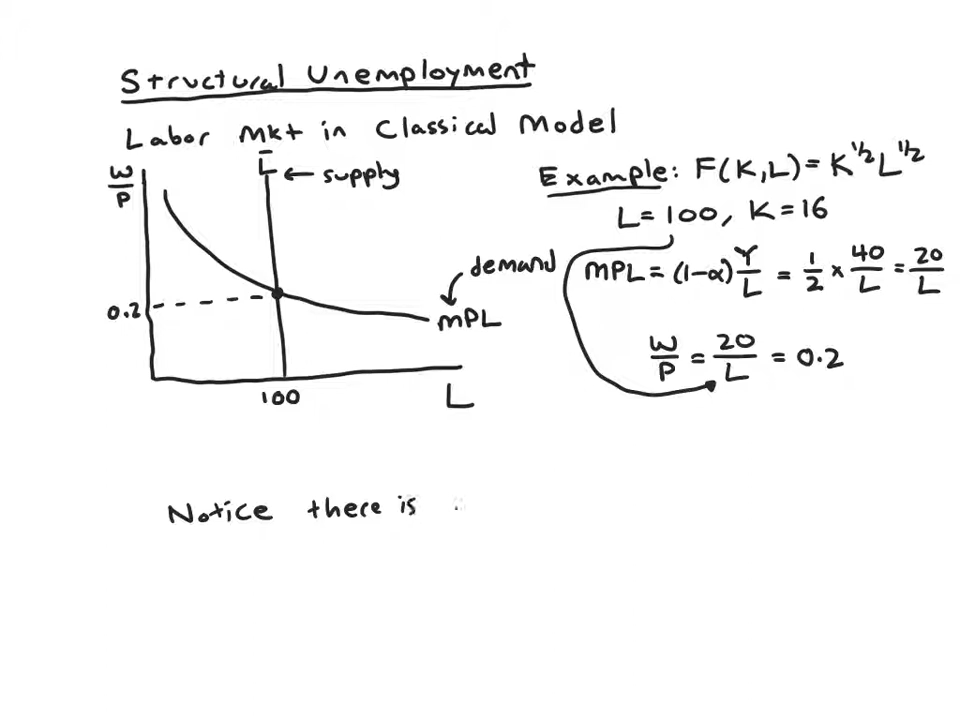 Structural Unemployment
Labor Mkt in Classical Model
W/P
L̄ ← supply
demand
MPL
0.2
100
L
Example: F(K,L) = K^1/2 L^1/2
L = 100, K = 16
MPL = (1-α) Y/L = 1/2 × 40/L = 20/L
W/P = 20/L = 0.2
Notice there is